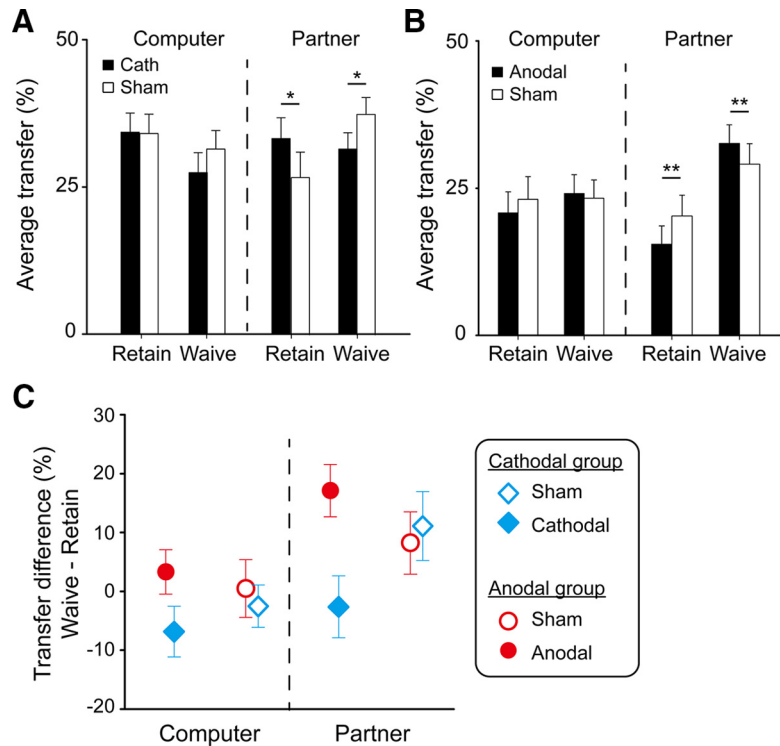 A
Computer
Partner
50
Cath
Sham
*
*
25
0
Average transfer (%)
Retain Waive
Retain Waive
B
Computer
Partner
50
Anodal
Sham
**
**
25
0
Average transfer (%)
Retain Waive
Retain Waive
C
30
20
10
0
-10
-20
Transfer difference (%)
Waive - Retain
Computer
Partner
Cathodal group
Sham
Cathodal
Anodal group
Sham
Anodal